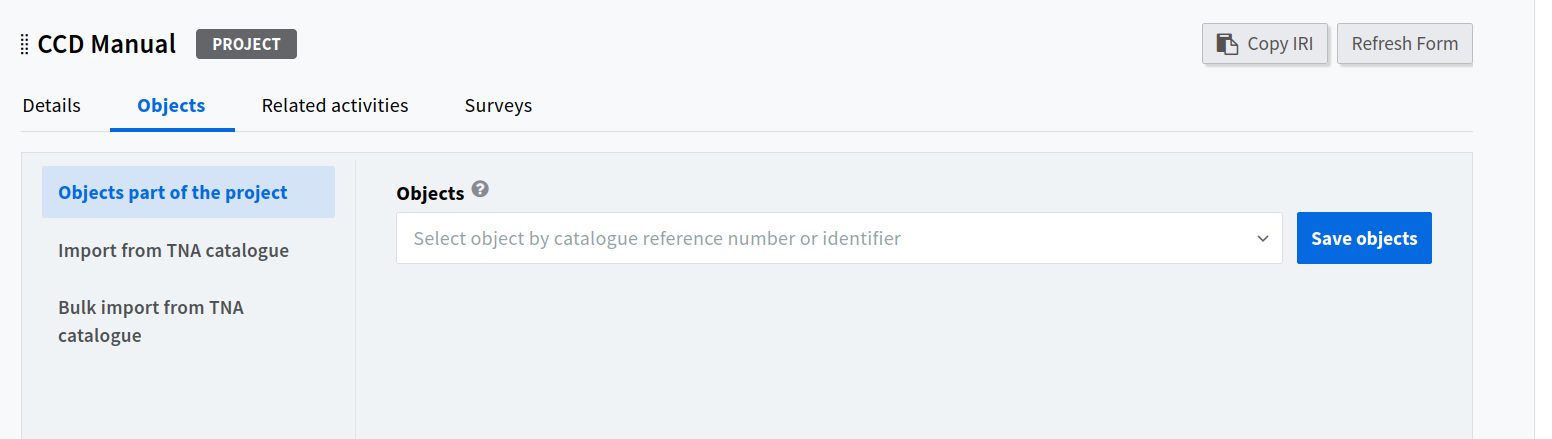 CCD Manual PROJECT Copy IRI Refresh Form
Details Objects Related activities Surveys
Objects part of the project
Import from TNA catalogue
Bulk import from TNA
catalogue
Objects ?
Select object by catalogue reference number or identifier Save objects